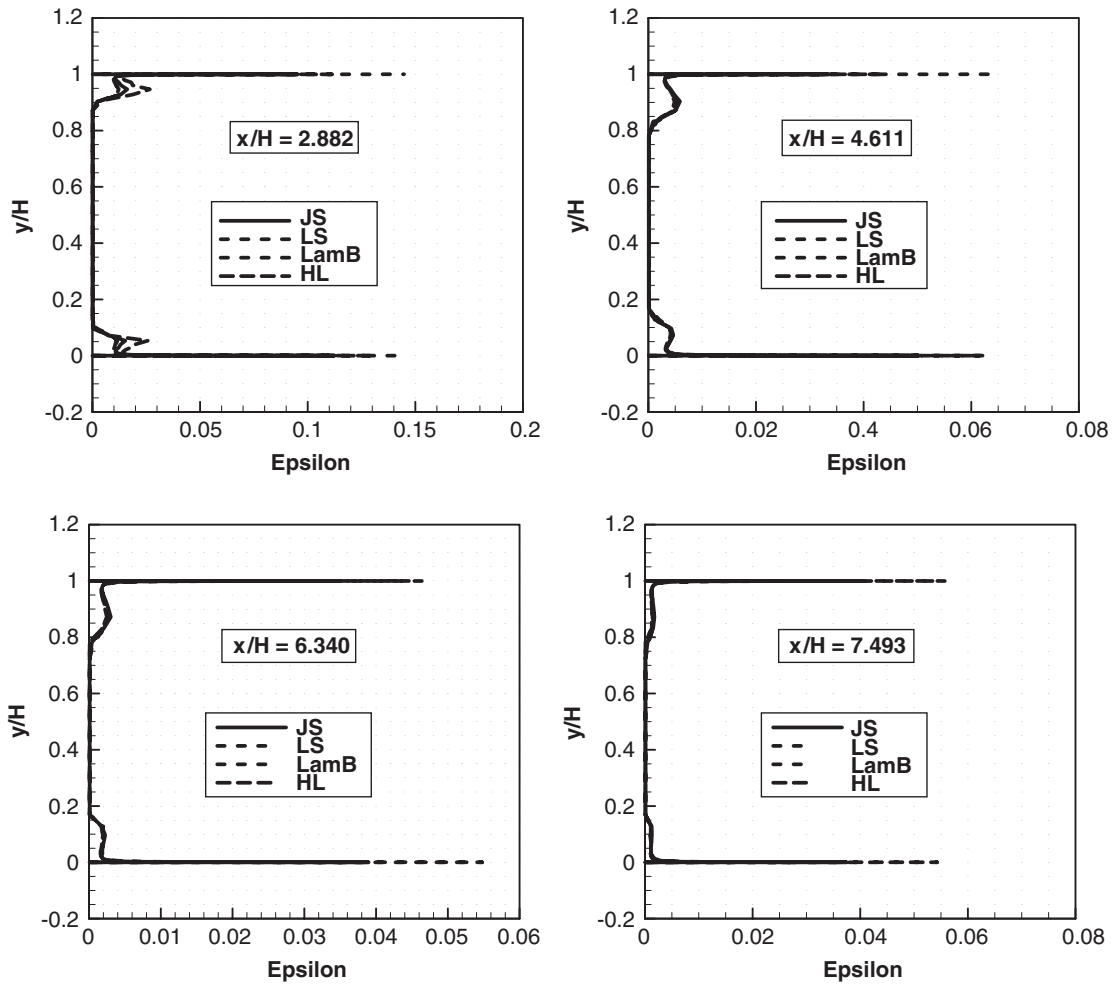 1.2
1
0.8
0.6
0.4
0.2
0
-0.2
y/H
x/H = 2.882
JS
LS
LamB
HL
0 0.05 0.1 0.15 0.2
Epsilon
1.2
1
0.8
0.6
0.4
0.2
0
-0.2
y/H
x/H = 4.611
JS
LS
LamB
HL
0 0.02 0.4 0.06 0.08
Epsilon
1.2
1
0.8
0.6
0.4
0.2
0
-0.2
y/H
x/H = 6.340
JS
LS
LamB
HL
0 0.01 0.02 0.03 0.04 0.05 0.06
Epsilon
1.2
1
0.8
0.6
0.4
0.2
0
-0.2
y/H
x/H = 7.493
JS
LS
LamB
HL
0 0.02 0.04 0.06 0.08
Epsilon